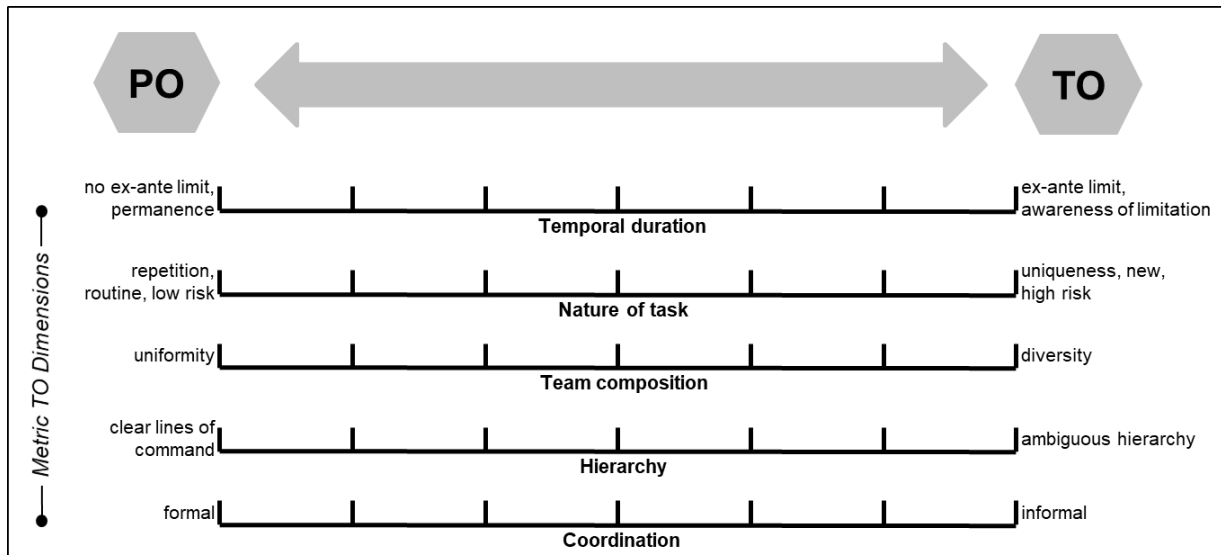 PO
TO
no ex-ante limit,
permanence
ex-ante limit,
awareness of limitation
Temporal duration
repetition,
routine, low risk
uniqueness, new,
high risk
Nature of task
uniformity
diversity
Team composition
clear lines of
command
ambiguous hierarchy
Hierarchy
formal
informal
Coordination
Metric TO Dimensions